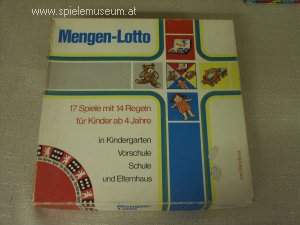 www.spielemuseum.at
Mengen-Lotto
17 Spiele mit 14 Regeln
für Kinder ab 4 Jahre
in Kindergarten
Vorschule
Schule
und Elternhaus